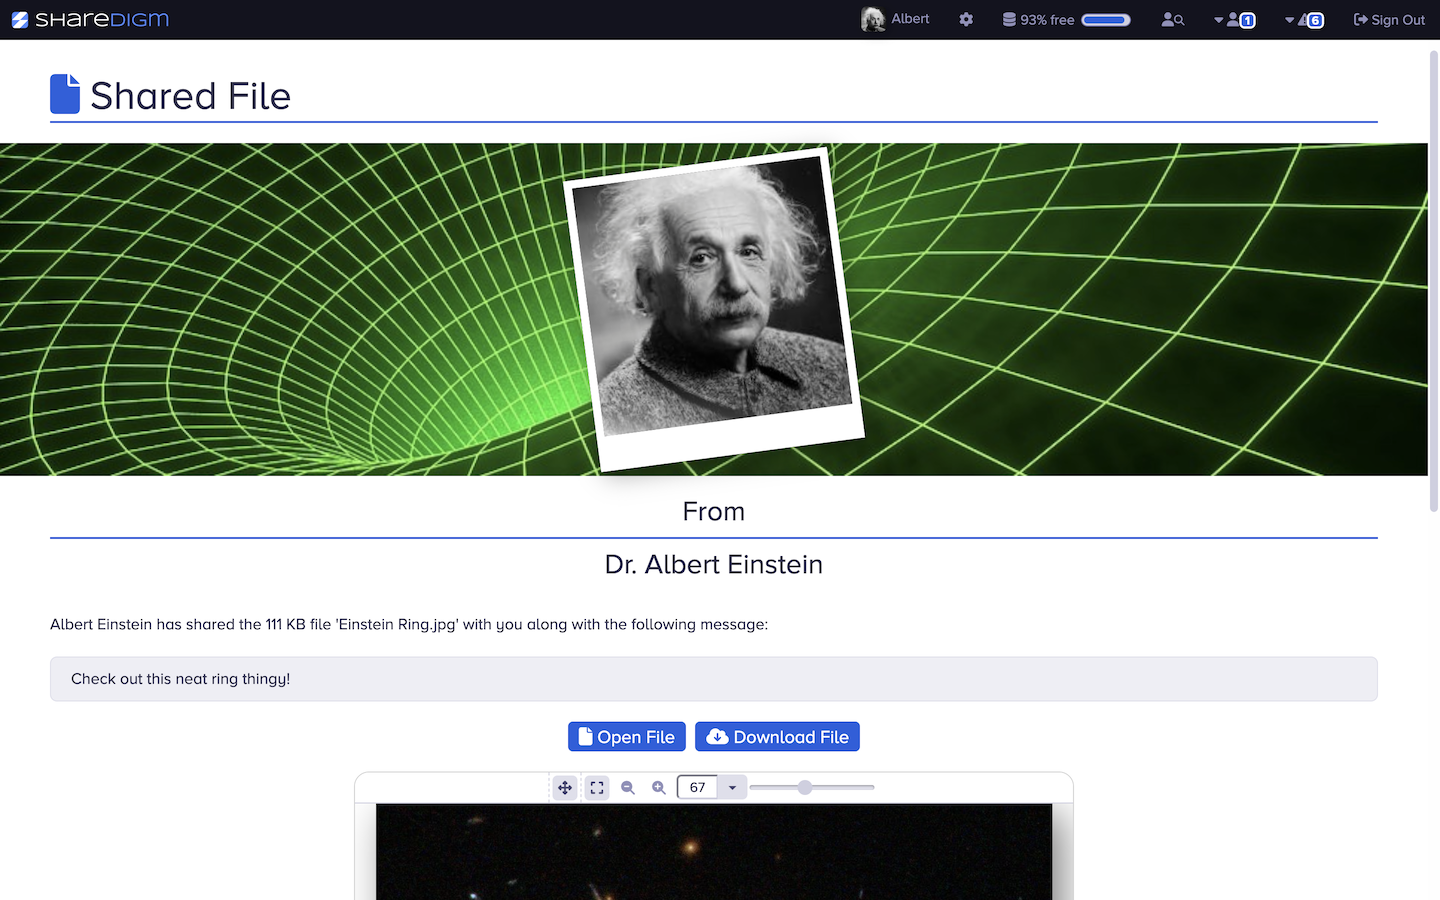 SHAREDIGM
Albert
93% free
1
6
Sign Out
Shared File
From
Dr. Albert Einstein
Albert Einstein has shared the 111 KB file 'Einstein Ring.jpg' with you along with the following message:
Check out this neat ring thingy!
Open File
Download File
67